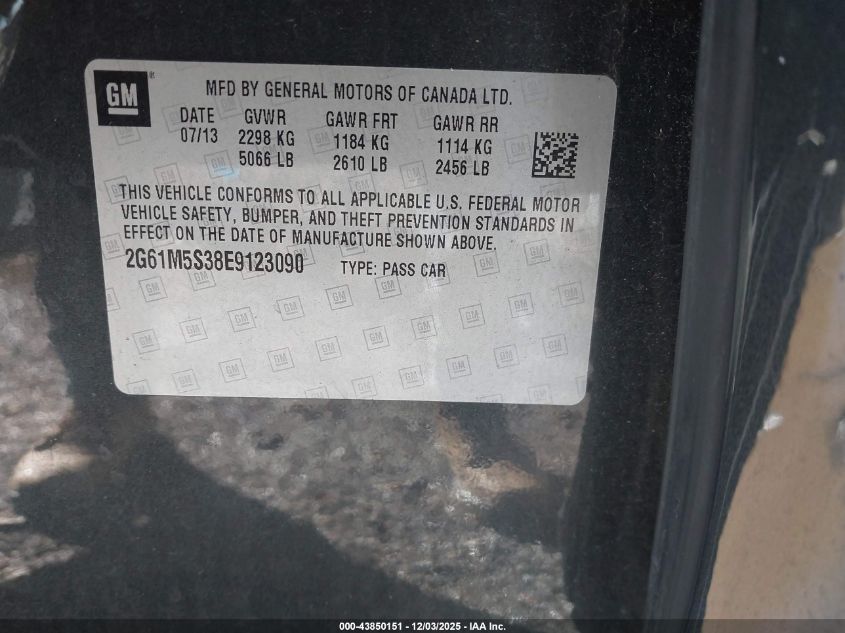 GM
MFD BY GENERAL MOTORS OF CANADA LTD.
DATE GVWR GAWR FRT GAWR RR
07/13 2298 KG 1184 KG 1114 KG
5066 LB 2610 LB 2456 LB
THIS VEHICLE CONFORMS TO ALL APPLICABLE U.S. FEDERAL MOTOR
VEHICLE SAFETY, BUMPER, AND THEFT PREVENTION STANDARDS IN
EFFECT ON THE DATE OF MANUFACTURE SHOWN ABOVE.
2G61M5S38E9123090 TYPE: PASS CAR
000-43850151 - 12/03/2025 - IAA Inc.